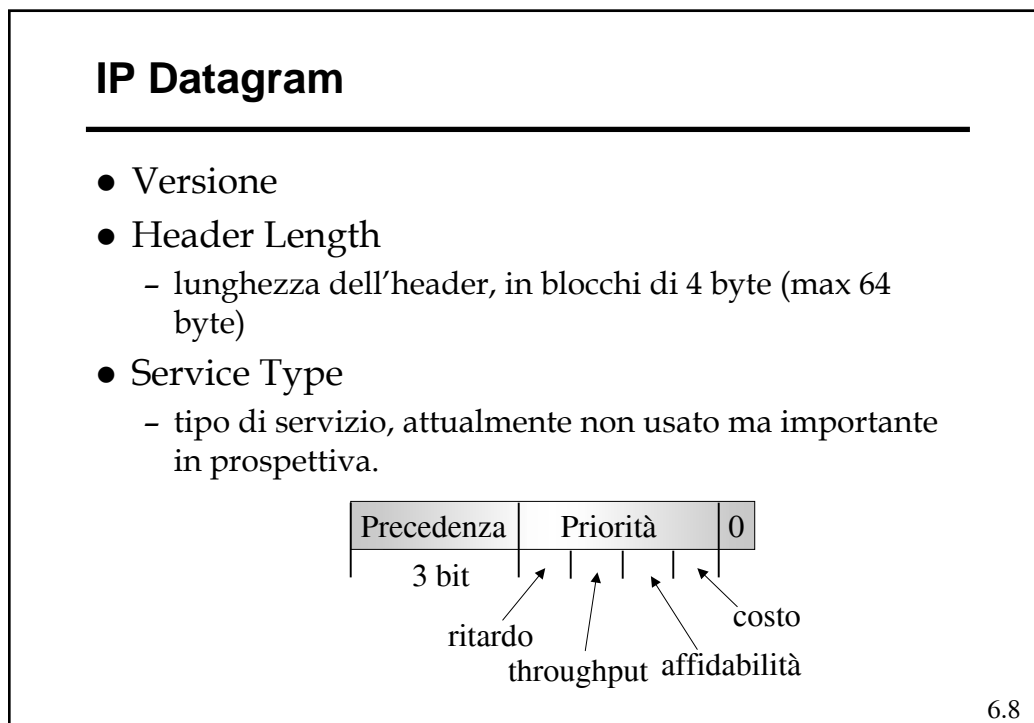 IP Datagram
● Versione
● Header Length
– lunghezza dell'header, in blocchi di 4 byte (max 64
byte)
● Service Type
– tipo di servizio, attualmente non usato ma importante
in prospettiva.
Precedenza Priorità 0
3 bit
costo
ritardo
throughput affidabilità
6.8